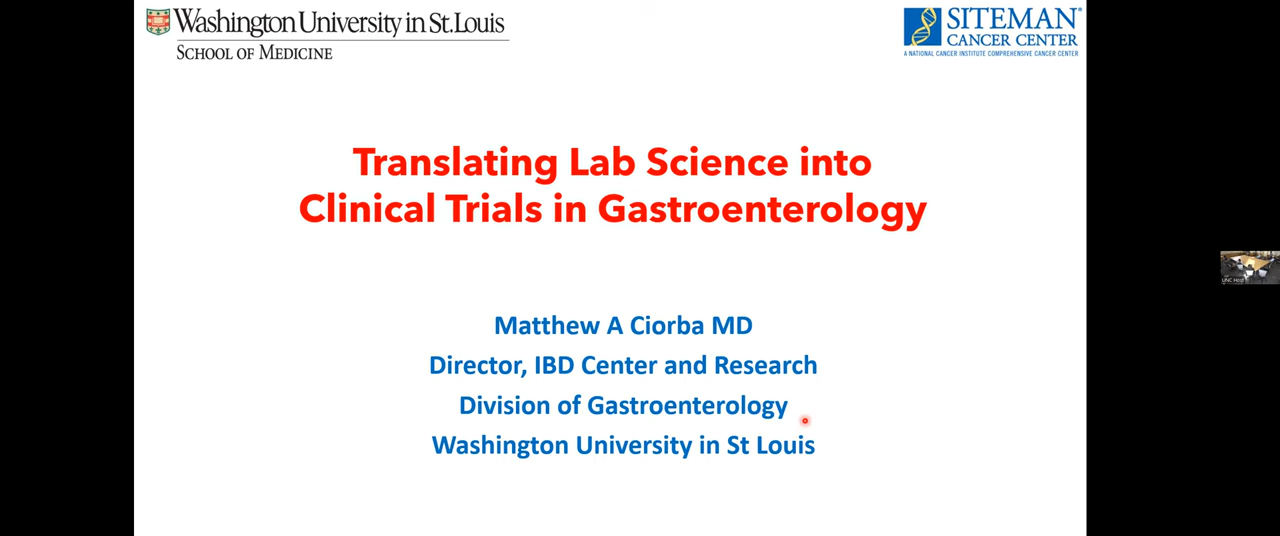 Washington University in St. Louis
SCHOOL OF MEDICINE
SITEMAN®
CANCER CENTER
A NATIONAL CANCER INSTITUTE COMPREHENSIVE CANCER CENTER
Translating Lab Science into
Clinical Trials in Gastroenterology
Matthew A Ciorba MD
Director, IBD Center and Research
Division of Gastroenterology
Washington University in St Louis
UNC Host